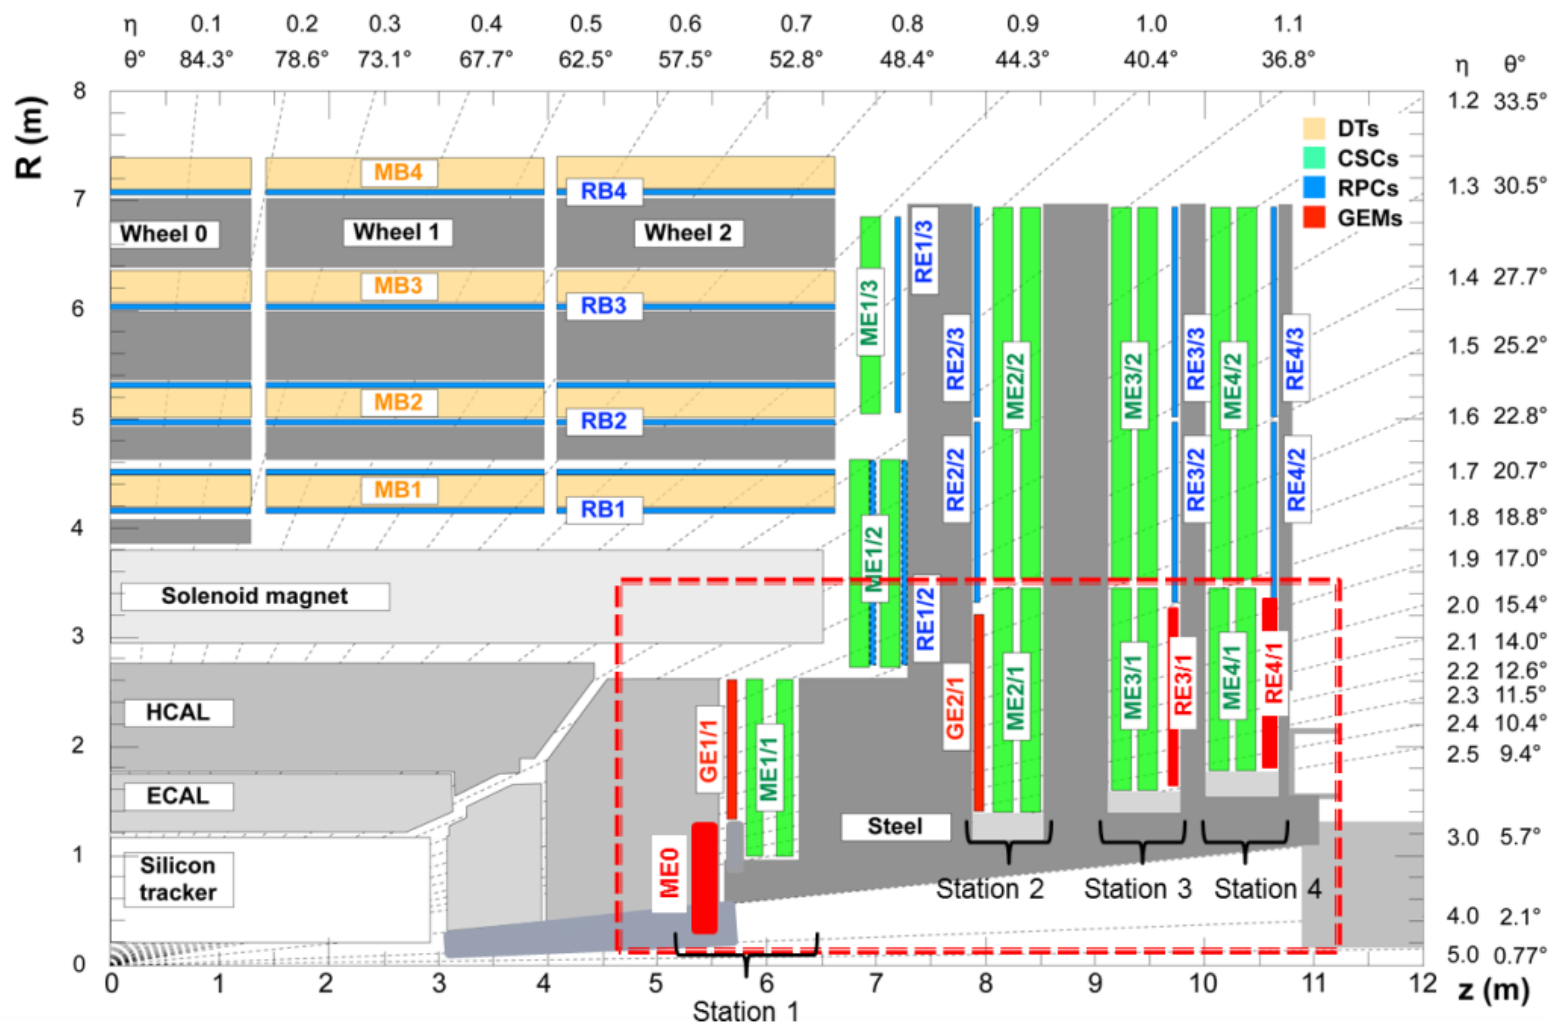 η 0.1 0.2 0.3 0.4 0.5 0.6 0.7 0.8 0.9 1.0 1.1
θ° 84.3° 78.6° 73.1° 67.7° 62.5° 57.5° 52.8° 48.4° 44.3° 40.4° 36.8° η θ°
R (m)
8
7
6
5
4
3
2
1
0
1.2 33.5°
1.3 30.5°
1.4 27.7°
1.5 25.2°
1.6 22.8°
1.7 20.7°
1.8 18.8°
1.9 17.0°
2.0 15.4°
2.1 14.0°
2.2 12.6°
2.3 11.5°
2.4 10.4°
2.5 9.4°
3.0 5.7°
4.0 2.1°
5.0 0.77°
DTs
CSCs
RPCs
GEMs
MB4
RB4
Wheel 0 Wheel 1 Wheel 2
MB3
RB3
MB2
RB2
MB1
RB1
Solenoid magnet
HCAL
ECAL
Silicon
tracker
ME1/3
RE1/3
ME1/2
RE1/2
RE2/3
RE2/2
ME2/2
ME3/2
RE3/3
RE3/2
ME4/2
RE4/3
RE4/2
GE1/1
ME1/1
ME0
GE2/1
ME2/1
ME3/1
RE3/1
ME4/1
RE4/1
Steel
Station 2 Station 3 Station 4
0 1 2 3 4 5 6 7 8 9 10 11 12 z (m)
Station 1